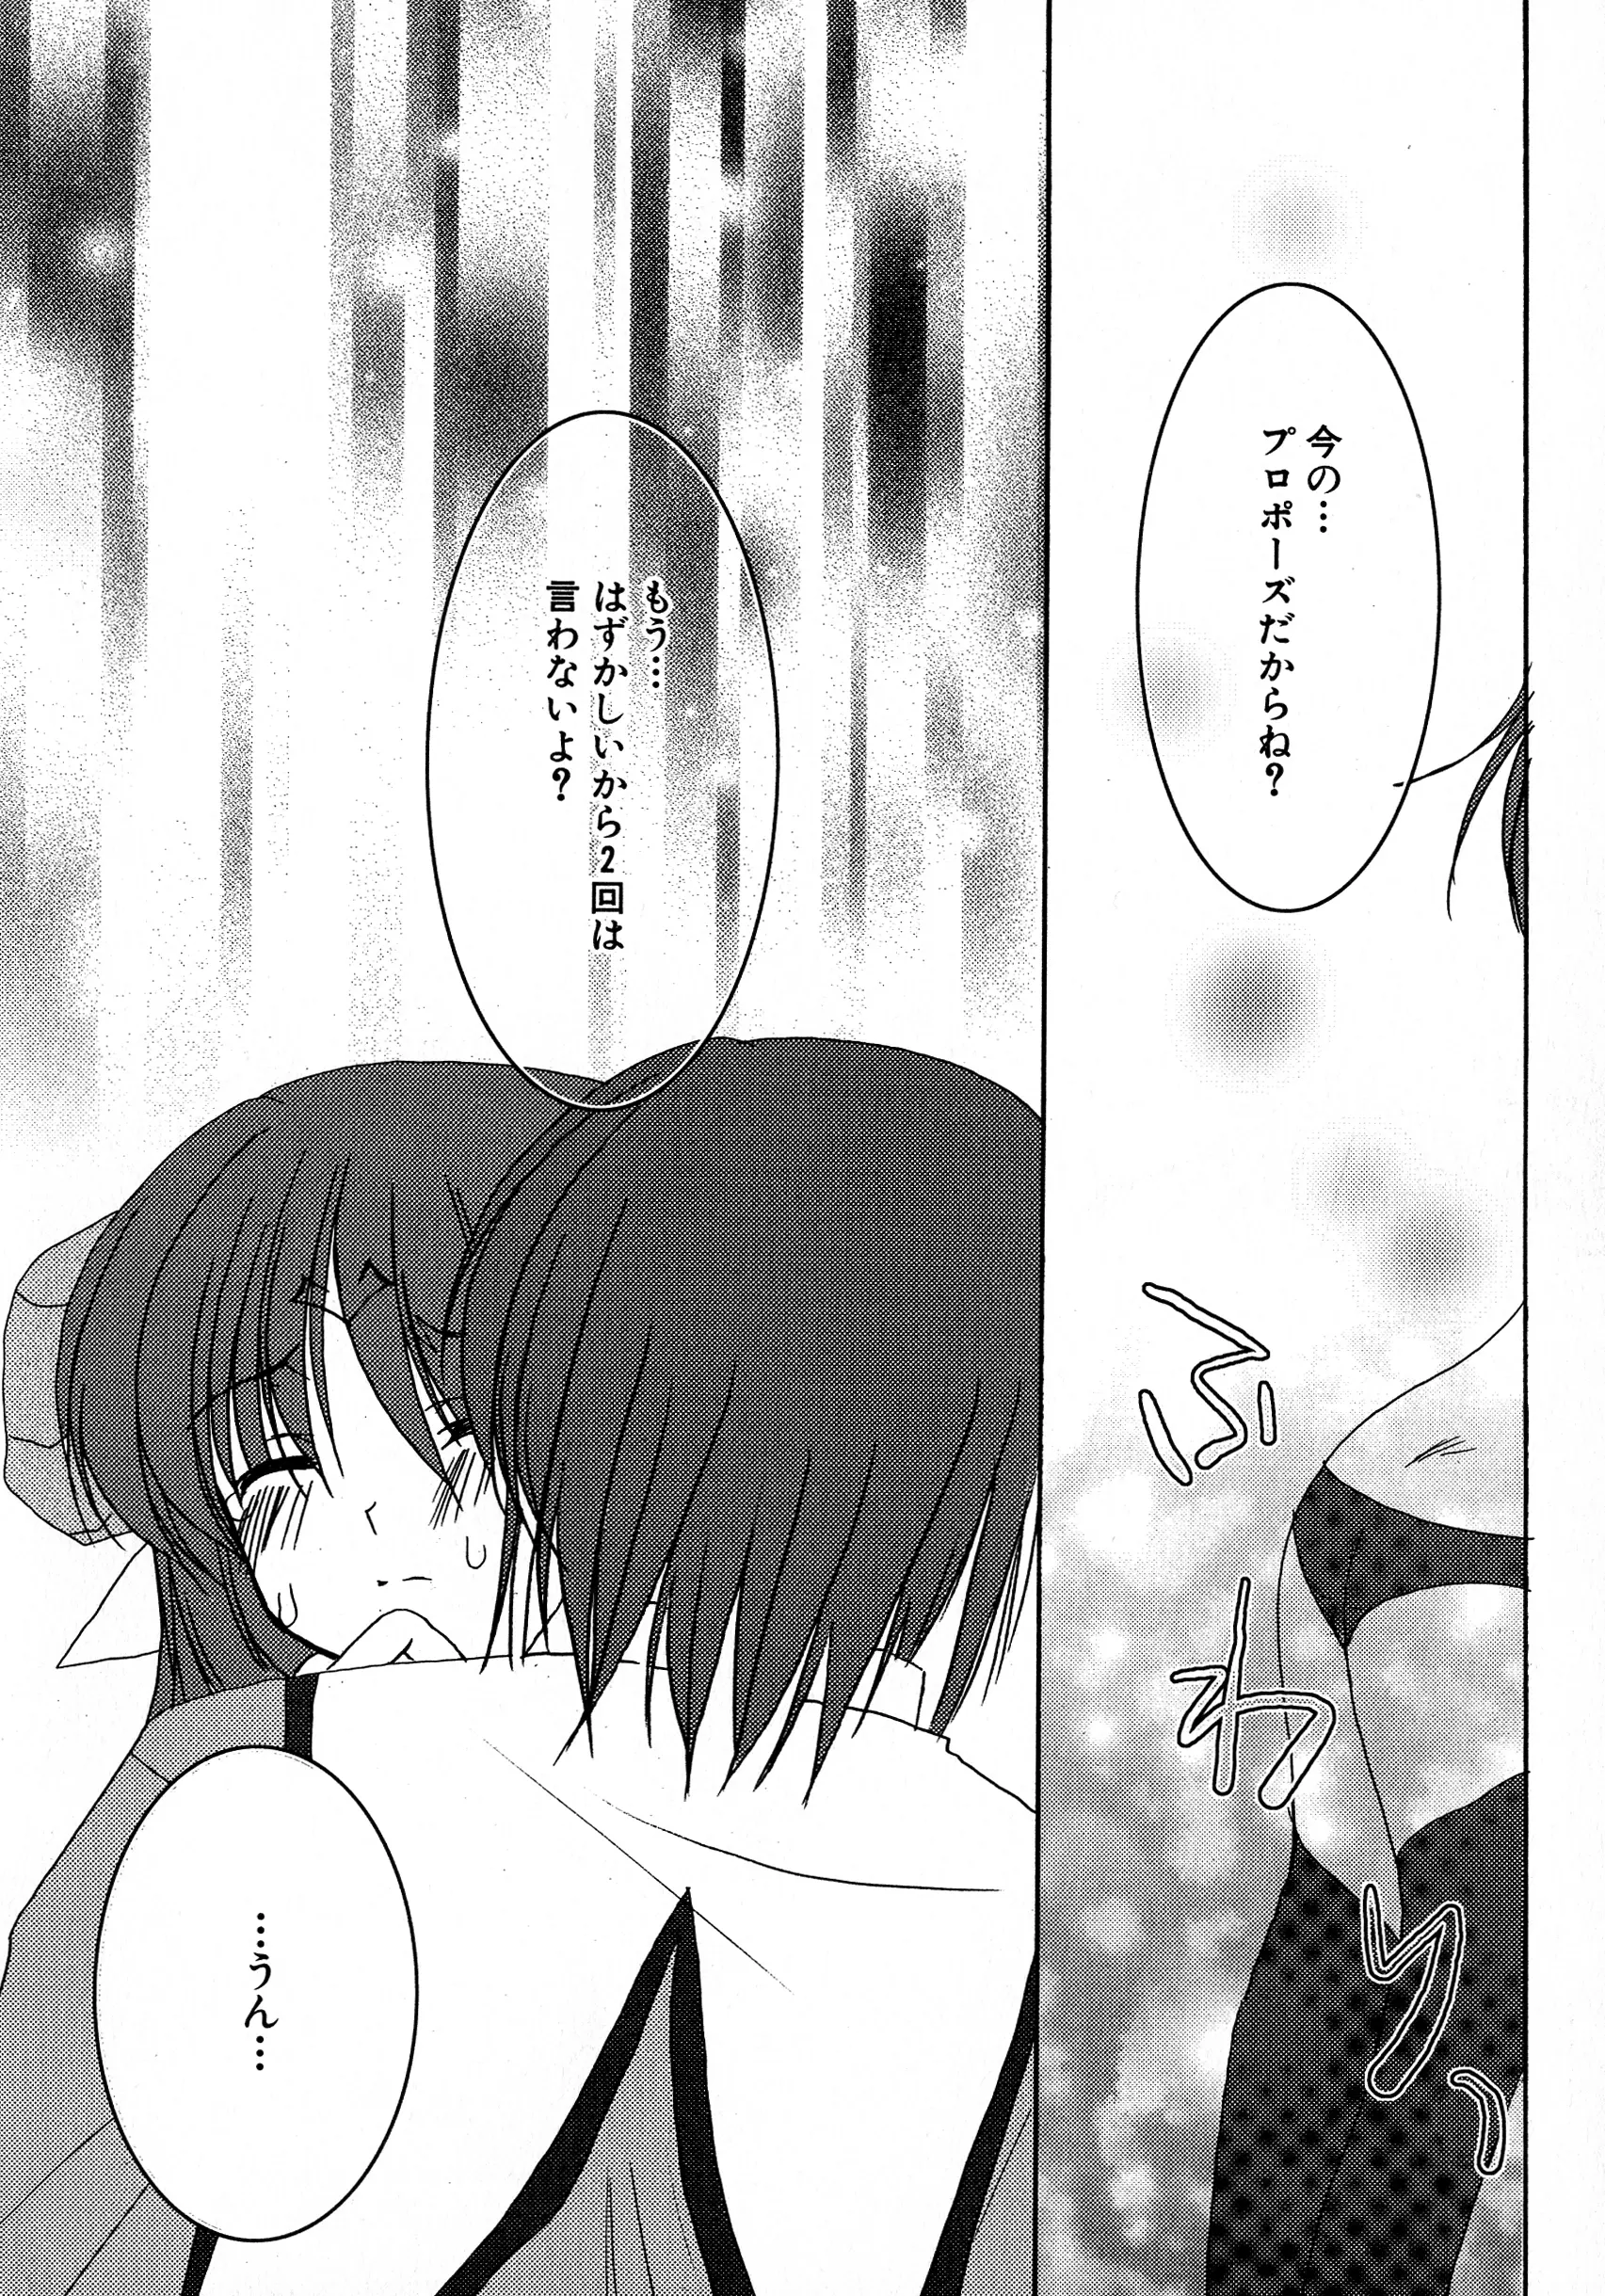 今の…
プロポーズだからね？
ふわり
もう…
はずかしいから2回は
言わないよ？
…うん…